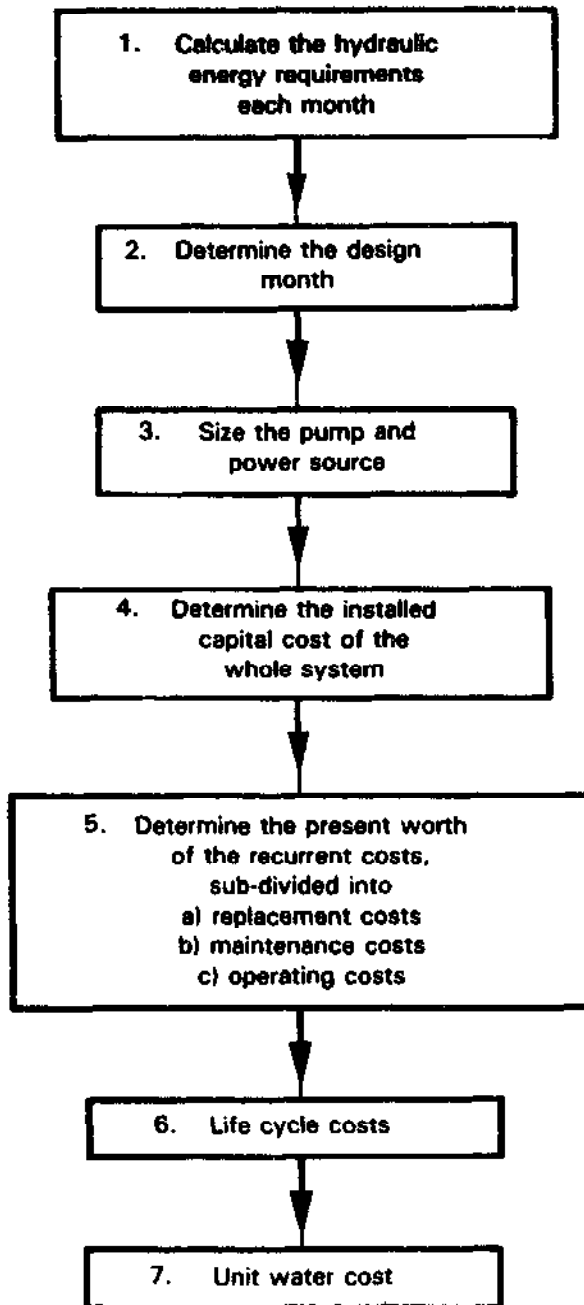 1. Calculate the hydraulic
energy requirements
each month
2. Determine the design
month
3. Size the pump and
power source
4. Determine the installed
capital cost of the
whole system
5. Determine the present worth
of the recurrent costs,
sub-divided into
a) replacement costs
b) maintenance costs
c) operating costs
6. Life cycle costs
7. Unit water cost